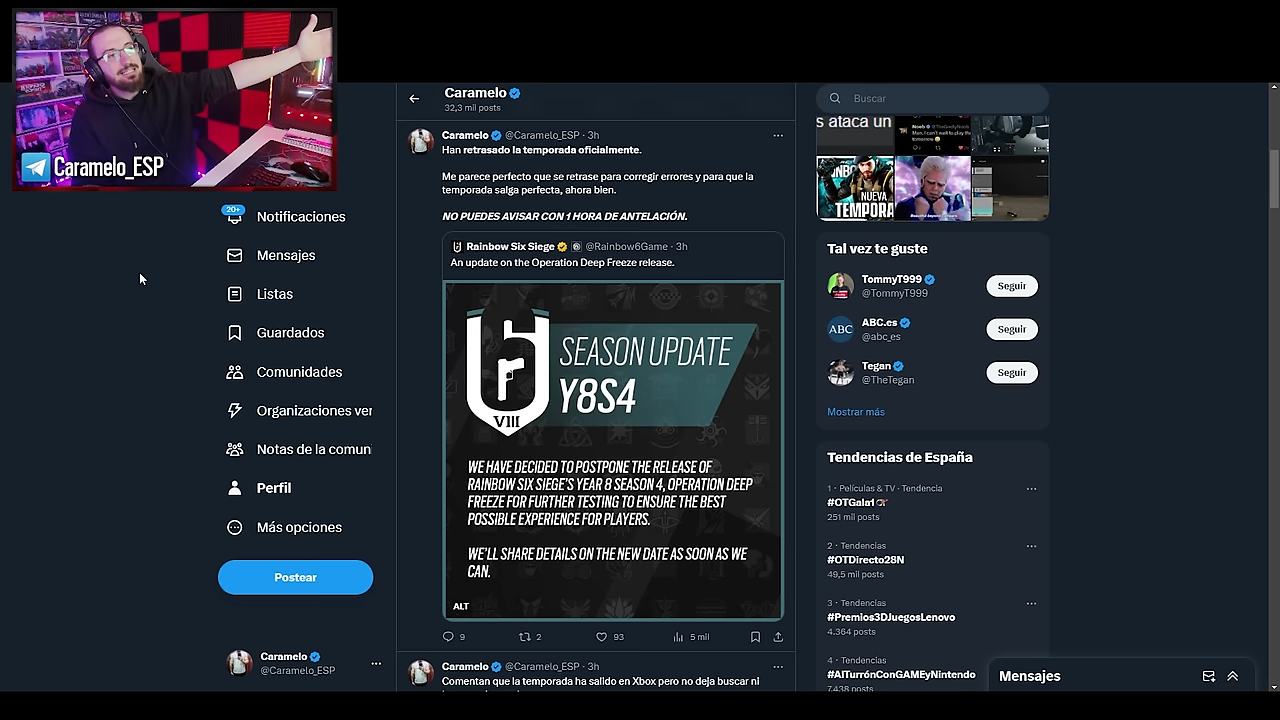 Caramelo_ESP
20+
Notificaciones
Mensajes
Listas
Guardados
Comunidades
Organizaciones ver
Notas de la comuni
Perfil
Más opciones
Postear
Caramelo
@Caramelo_ESP
Caramelo
32,3 mil posts
Caramelo @Caramelo_ESP · 3h
Han retrasado la temporada oficialmente.
Me parece perfecto que se retrase para corregir errores y para que la
temporada salga perfecta, ahora bien.
NO PUEDES AVISAR CON 1 HORA DE ANTELACIÓN.
Rainbow Six Siege @Rainbow6Game · 3h
An update on the Operation Deep Freeze release.
SEASON UPDATE
Y8S4
VIII
WE HAVE DECIDED TO POSTPONE THE RELEASE OF
RAINBOW SIX SIEGE'S YEAR 8 SEASON 4, OPERATION DEEP
FREEZE FOR FURTHER TESTING TO ENSURE THE BEST
POSSIBLE EXPERIENCE FOR PLAYERS.
WE'LL SHARE DETAILS ON THE NEW DATE AS SOON AS WE
CAN.
ALT
9
2
93
5 mil
Caramelo @Caramelo_ESP · 3h
Comentan que la temporada ha salido en Xbox pero no deja buscar ni
Buscar
s ataca un
NUEVA
TEMPORA
Tal vez te guste
TommyT999
@TommyT999
Seguir
ABC
ABC.es
@abc_es
Seguir
Tegan
@TheTegan
Seguir
Mostrar más
Tendencias de España
1 · Películas & TV · Tendencia
#OTGala1
251 mil posts
2 · Tendencias
#OTDirecto28N
49,5 mil posts
3 · Tendencias
#Premios3DJuegosLenovo
4.364 posts
4 · Tendencias
#AlTurrónConGAMEyNintendo
7.438 posts
Mensajes